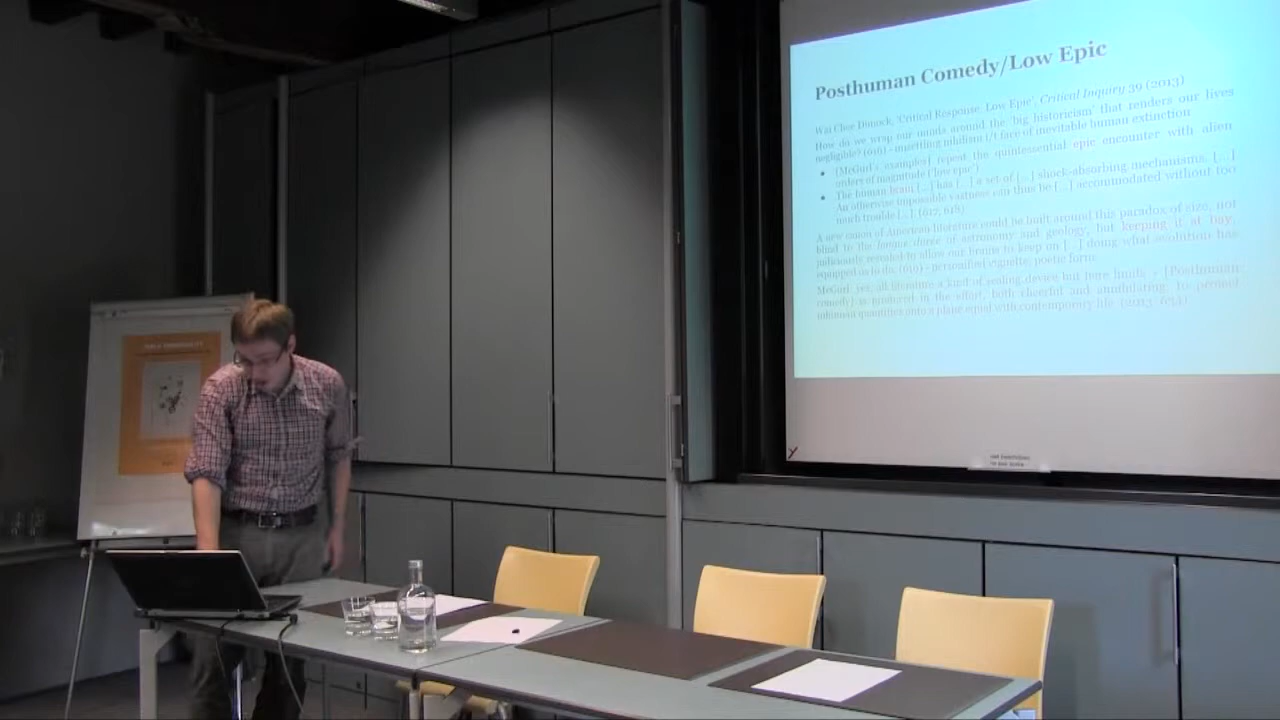 Posthuman Comedy/Low Epic
Wai Chee Dimock, 'Critical Response: Low Epic', Critical Inquiry 39 (2013)
How do we wrap our minds around the 'big historicism' that renders our lives
negligible? (616) - unsettling nihilism i/t face of inevitable human extinction
• [McGurl's examples] repeat the quintessential epic encounter with alien
orders of magnitude ('low epic')
• The human brain [...] has [...] a set of [...] shock-absorbing mechanisms. [...]
An otherwise impossible vastness can thus be [...] accommodated without too
much trouble [...]. (617, 618)
A new canon of American literature could be built around this paradox of size, not
blind to the longue durée of astronomy and geology, but keeping it at bay,
judiciously revealed to allow our brains to keep on [...] doing what evolution has
equipped us to do. (619) - personified vignette, poetic form
McGurl: yes, all literature a kind of scaling device but here limits - [Posthuman
comedy] is produced in the effort, both cheerful and annihilating, to
inhuman quantities onto a plane equal with contemporary life. (2013, 634)